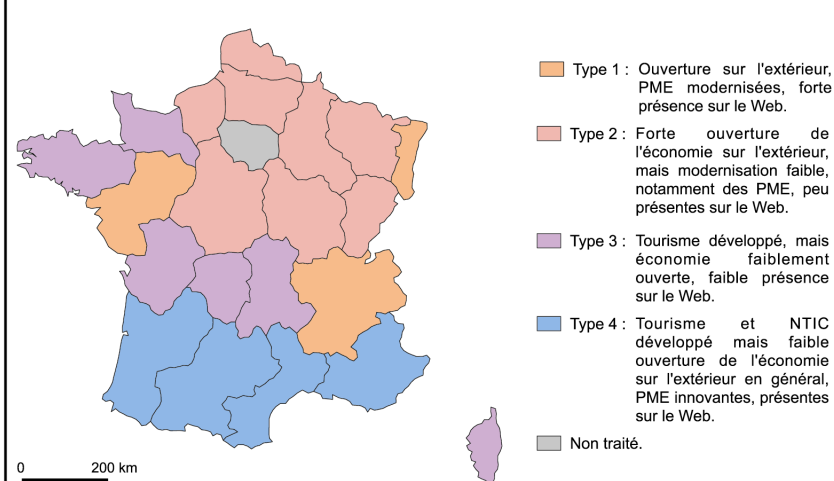 Type 1 : Ouverture sur l'extérieur,
PME modernisées, forte
présence sur le Web.
Type 2 : Forte ouverture de
l'économie sur l'extérieur,
mais modernisation faible,
notamment des PME, peu
présentes sur le Web.
Type 3 : Tourisme développé, mais
économie faiblement
ouverte, faible présence
sur le Web.
Type 4 : Tourisme et NTIC
développé mais faible
ouverture de l'économie
sur l'extérieur en général,
PME innovantes, présentes
sur le Web.
Non traité.
0 200 km